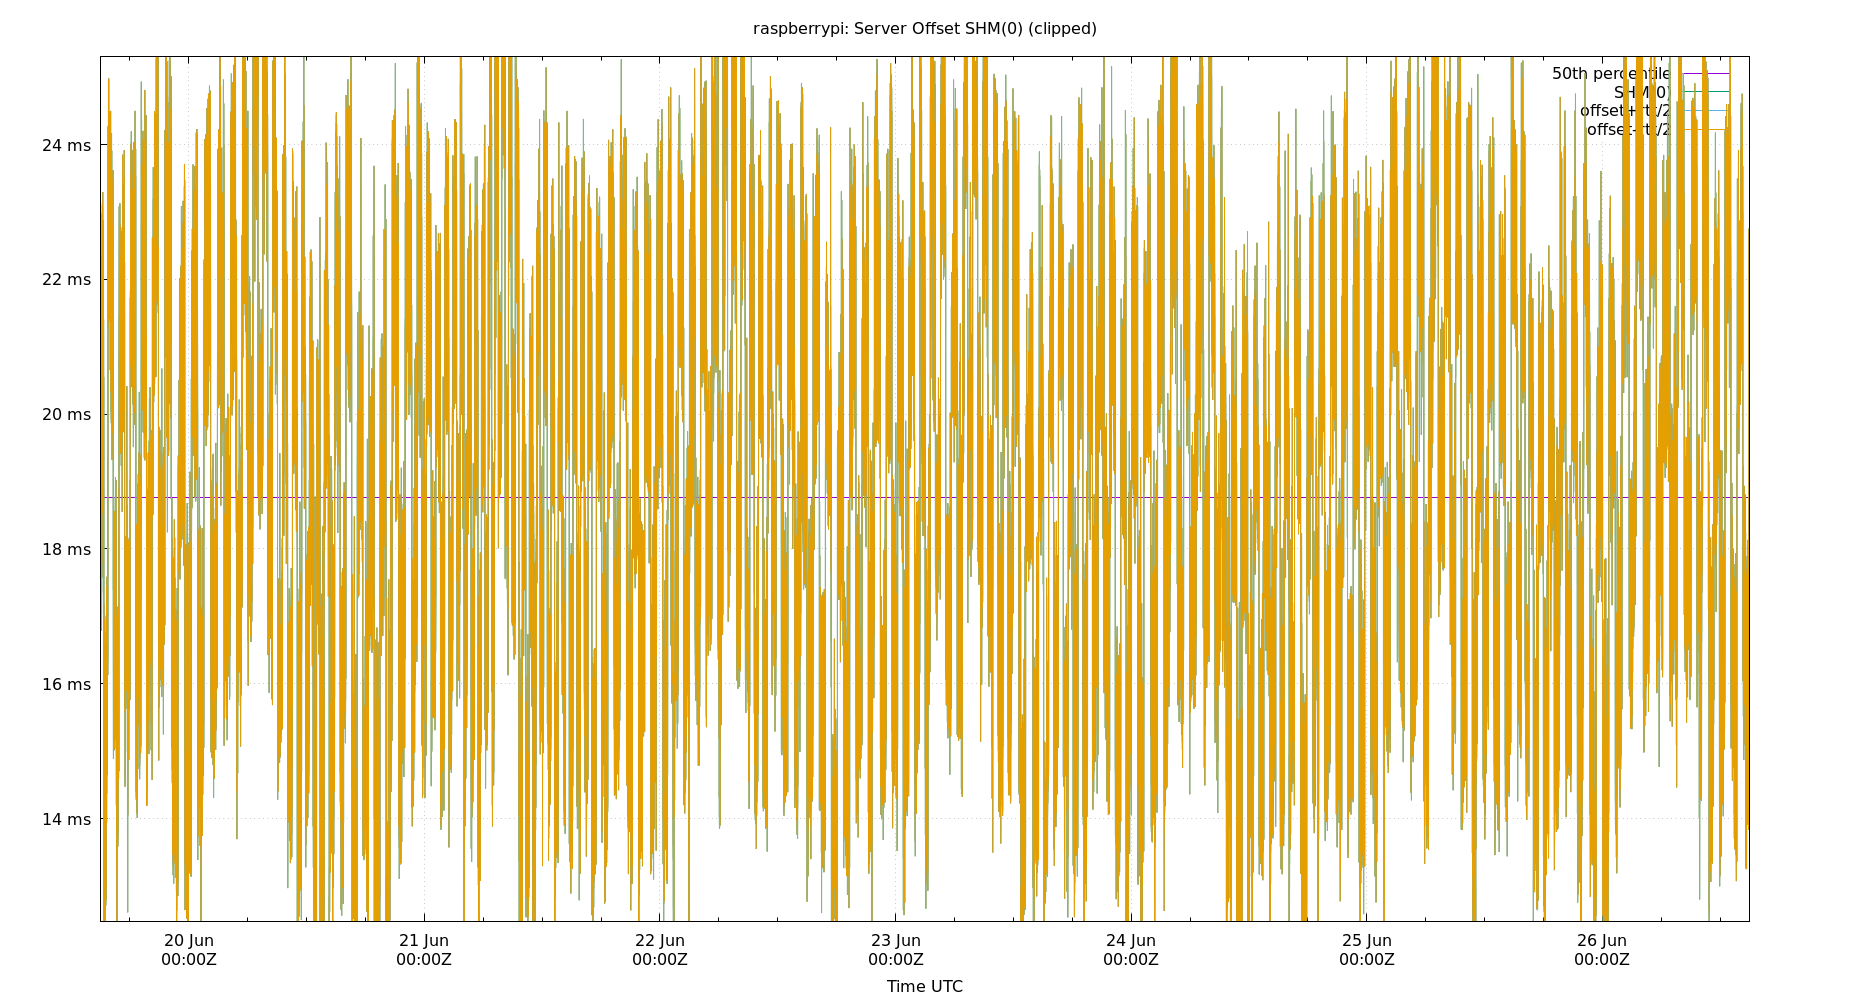 raspberrypi: Server Offset SHM(0) (clipped)
50th percentile
SHM(0)
offset+rtt/2
offset-rtt/2
24 ms
22 ms
20 ms
18 ms
16 ms
14 ms
20 Jun 21 Jun 22 Jun 23 Jun 24 Jun 25 Jun 26 Jun
00:00Z 00:00Z 00:00Z 00:00Z 00:00Z 00:00Z 00:00Z
Time UTC